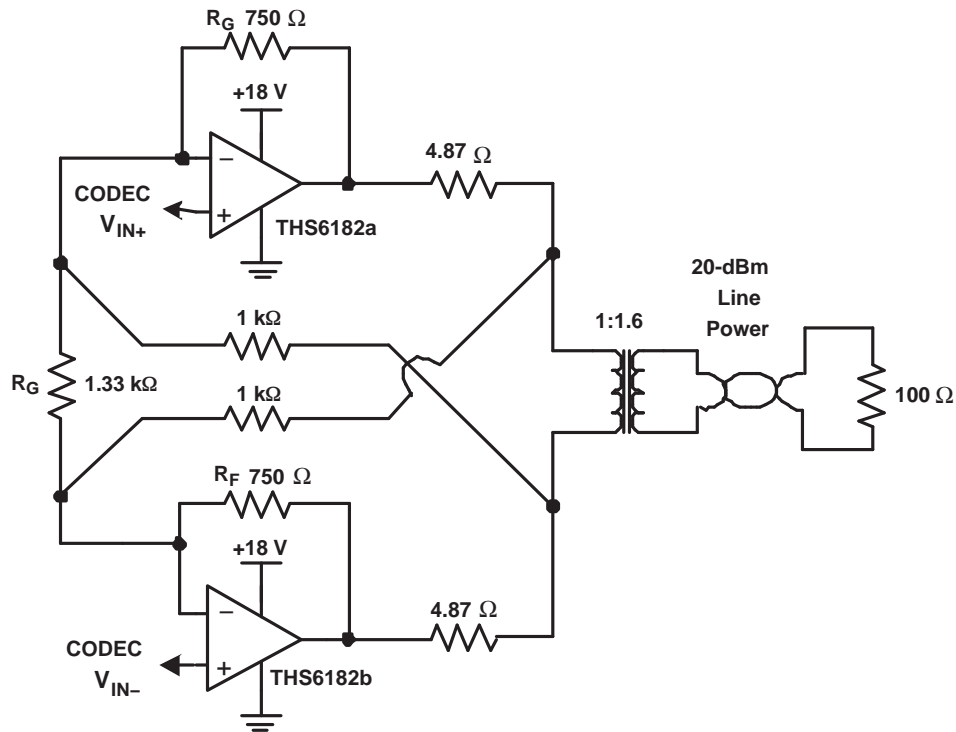 R_G 750 Ω
+18 V
−
+
CODEC
V_IN+
THS6182a
4.87 Ω
20-dBm
Line
Power
1:1.6
1 kΩ
R_G 1.33 kΩ
1 kΩ
100 Ω
R_F 750 Ω
+18 V
−
+
CODEC
V_IN−
THS6182b
4.87 Ω